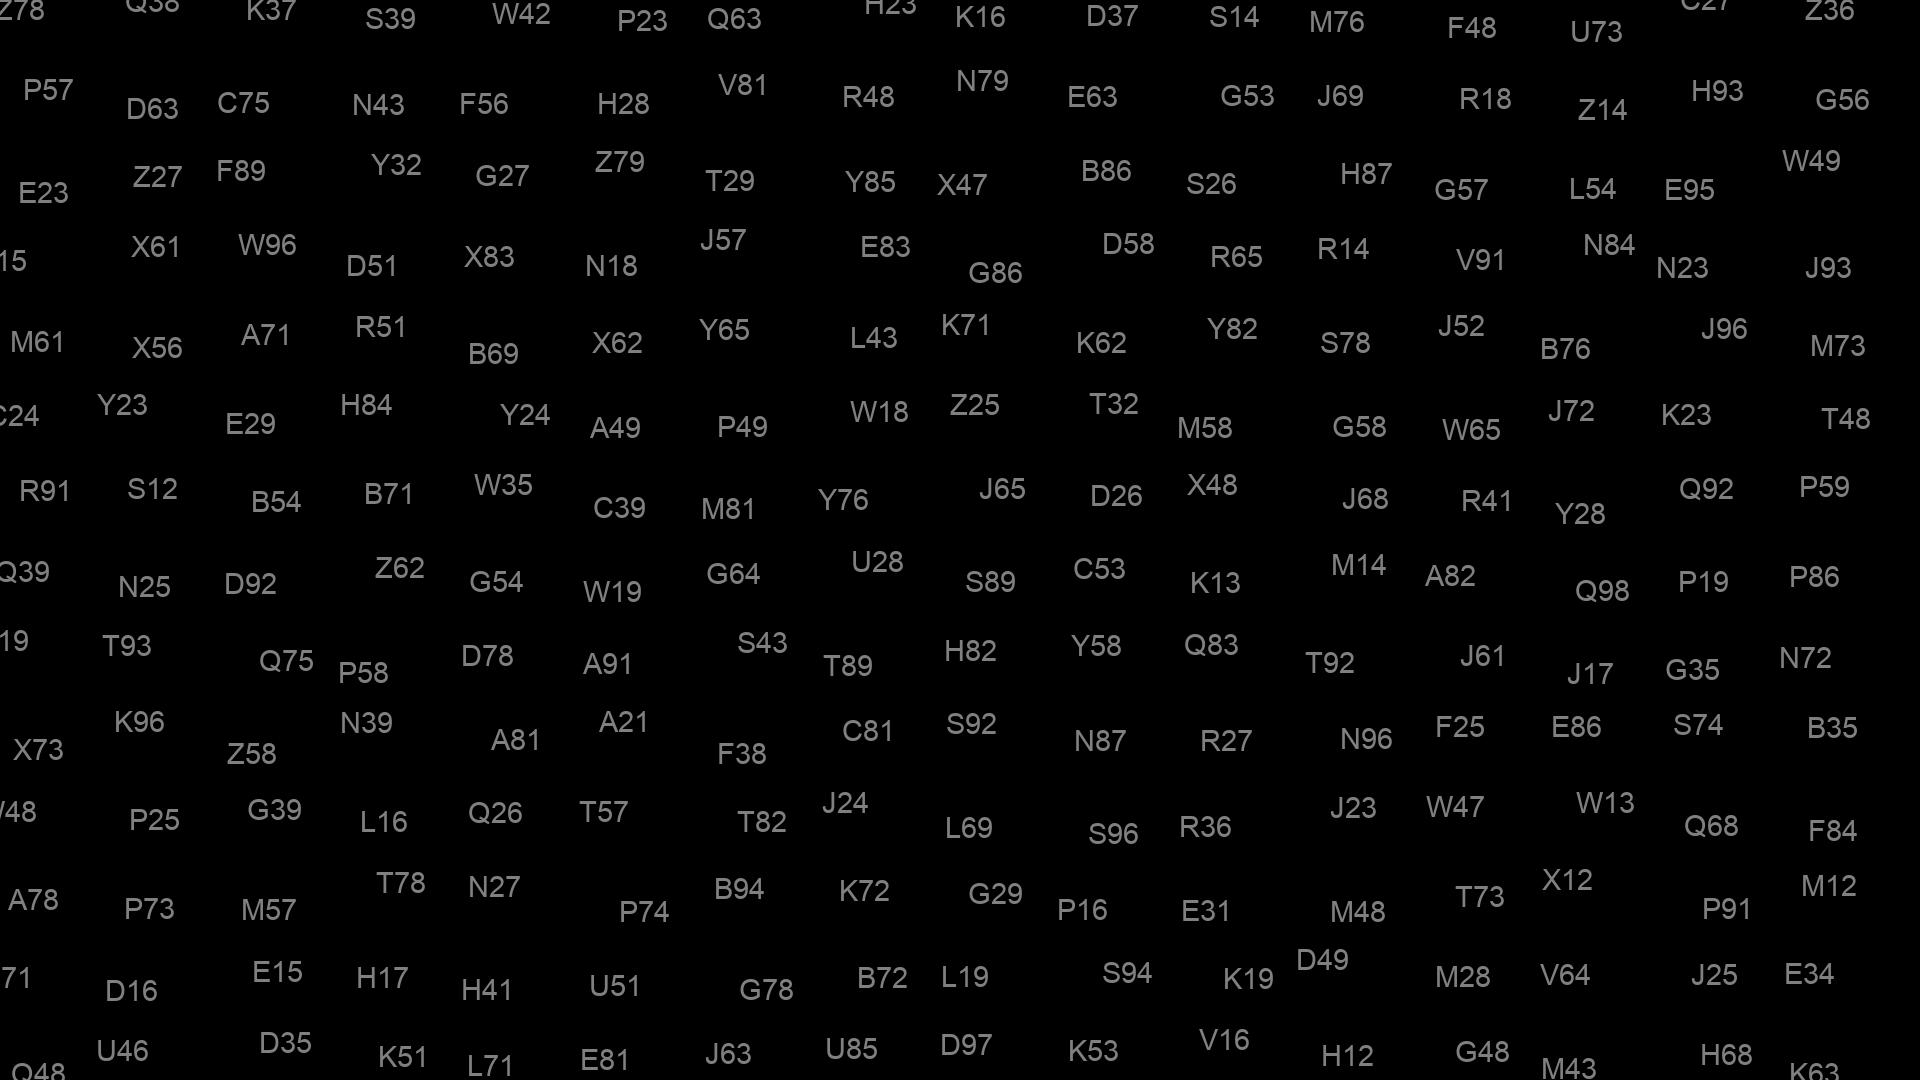 Z78 Q38 K37 S39 W42 P23 Q63 H23 K16 D37 S14 M76 F48 U73 C27 Z36
P57 D63 C75 N43 F56 H28 V81 R48 N79 E63 G53 J69 R18 Z14 H93 G56
E23 Z27 F89 Y32 G27 Z79 T29 Y85 X47 B86 S26 H87 G57 L54 E95 W49
15 X61 W96 D51 X83 N18 J57 E83 G86 D58 R65 R14 V91 N84 N23 J93
M61 X56 A71 R51 B69 X62 Y65 L43 K71 K62 Y82 S78 J52 B76 J96 M73
C24 Y23 E29 H84 Y24 A49 P49 W18 Z25 T32 M58 G58 W65 J72 K23 T48
R91 S12 B54 B71 W35 C39 M81 Y76 J65 D26 X48 J68 R41 Y28 Q92 P59
Q39 N25 D92 Z62 G54 W19 G64 U28 S89 C53 K13 M14 A82 Q98 P19 P86
19 T93 Q75 P58 D78 A91 S43 T89 H82 Y58 Q83 T92 J61 J17 G35 N72
X73 K96 Z58 N39 A81 A21 F38 C81 S92 N87 R27 N96 F25 E86 S74 B35
W48 P25 G39 L16 Q26 T57 T82 J24 L69 S96 R36 J23 W47 W13 Q68 F84
A78 P73 M57 T78 N27 P74 B94 K72 G29 P16 E31 M48 T73 X12 P91 M12
71 D16 E15 H17 H41 U51 G78 B72 L19 S94 K19 D49 M28 V64 J25 E34
Q48 U46 D35 K51 L71 E81 J63 U85 D97 K53 V16 H12 G48 M43 H68 K63